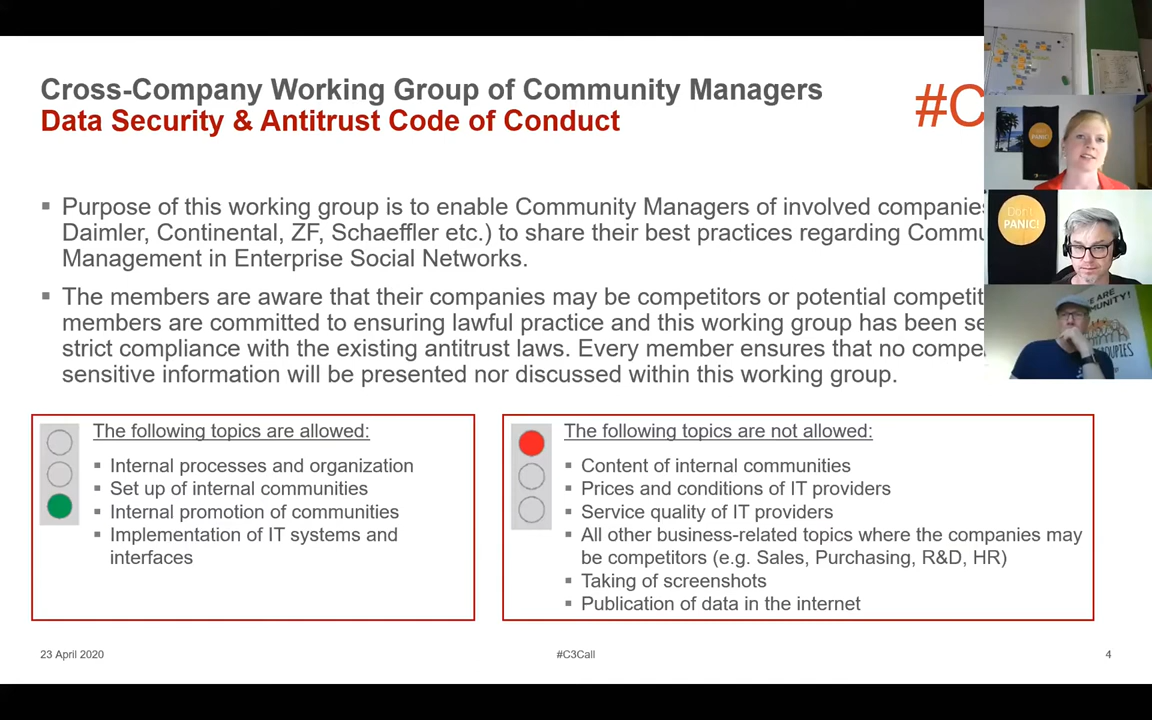 Cross-Company Working Group of Community Managers
Data Security & Antitrust Code of Conduct
#C
Purpose of this working group is to enable Community Managers of involved companies
Daimler, Continental, ZF, Schaeffler etc.) to share their best practices regarding Commu
Management in Enterprise Social Networks.
The members are aware that their companies may be competitors or potential competit
members are committed to ensuring lawful practice and this working group has been se
strict compliance with the existing antitrust laws. Every member ensures that no compe
sensitive information will be presented nor discussed within this working group.
The following topics are allowed:
Internal processes and organization
Set up of internal communities
Internal promotion of communities
Implementation of IT systems and
interfaces
The following topics are not allowed:
Content of internal communities
Prices and conditions of IT providers
Service quality of IT providers
All other business-related topics where the companies may
be competitors (e.g. Sales, Purchasing, R&D, HR)
Taking of screenshots
Publication of data in the internet
23 April 2020
#C3Call
4
PANIC!
Don't
PANIC!
ARE
MUNITY!